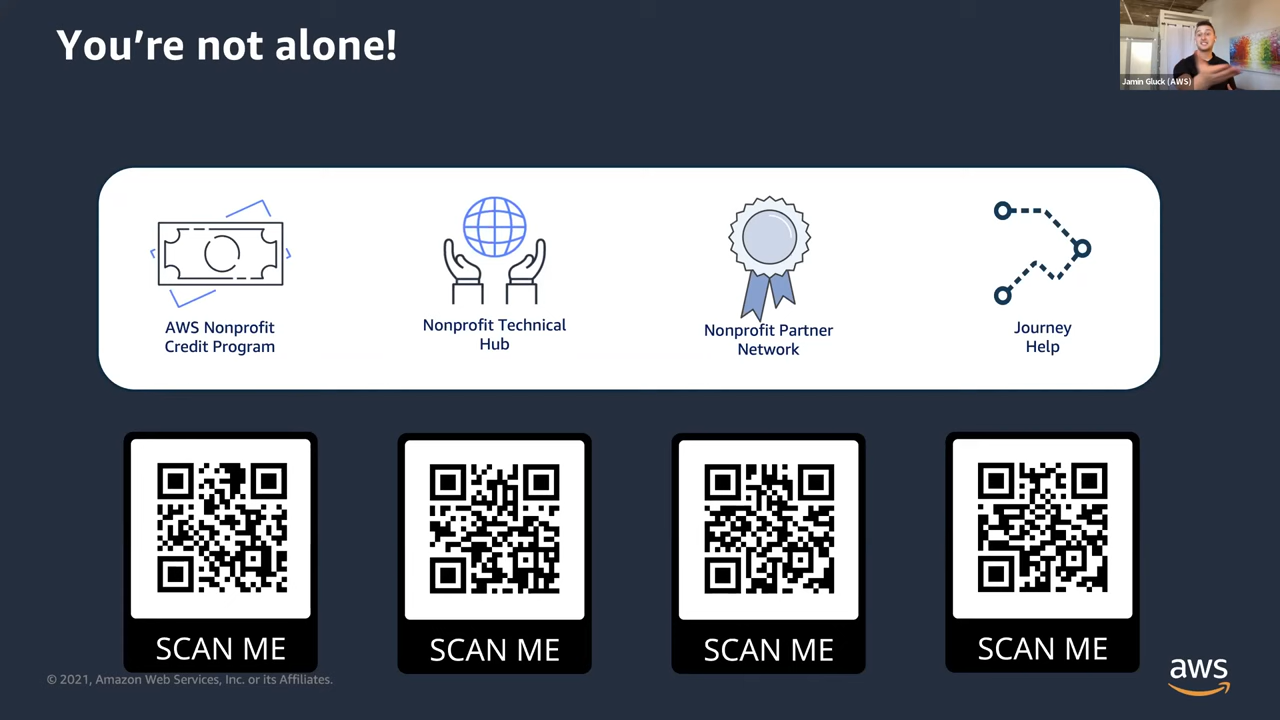 You're not alone!
Jamin Gluck (AWS)
AWS Nonprofit
Credit Program
Nonprofit Technical
Hub
Nonprofit Partner
Network
Journey
Help
SCAN ME
SCAN ME
SCAN ME
SCAN ME
© 2021, Amazon Web Services, Inc. or its Affiliates.
aws